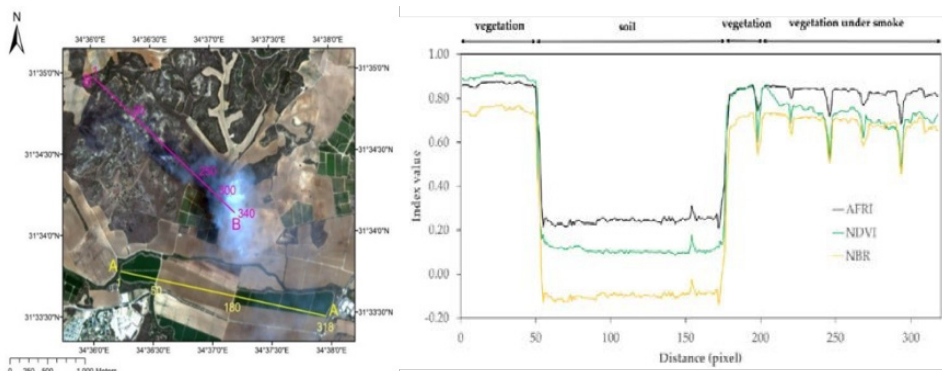 N
34°36'0"E 34°36'30"E 34°37'0"E 34°37'30"E 34°38'0"E
31°35'0"N
31°34'30"N
31°34'0"N
31°33'30"N
31°35'0"N
31°34'30"N
31°34'0"N
31°33'30"N
200
300
340
B
A
50
180
A
318
34°36'0"E 34°36'30"E 34°37'0"E 34°37'30"E 34°38'0"E
0 250 500 1,000 Meters
vegetation soil vegetation vegetation under smoke
1.00
0.80
0.60
0.40
0.20
0.00
-0.20
Index value
AFRI
NDVI
NBR
0 50 100 150 200 250 300
Distance (pixel)